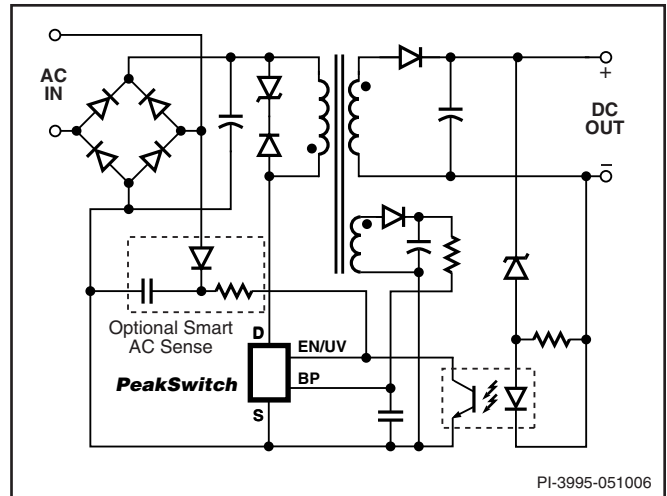 AC
IN
+
DC
OUT
–
Optional Smart
AC Sense
D
EN/UV
PeakSwitch
BP
S
PI-3995-051006